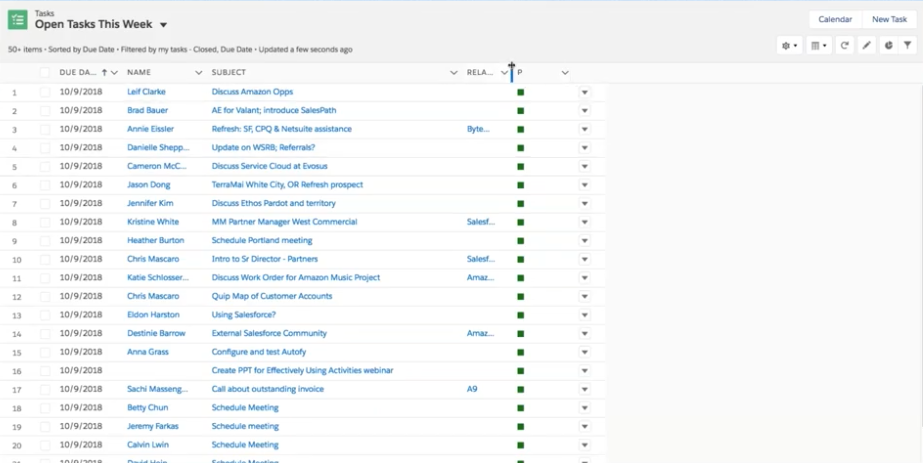 Tasks
Open Tasks This Week
Calendar New Task
50+ items • Sorted by Due Date • Filtered by my tasks - Closed, Due Date • Updated a few seconds ago
DUE DA... NAME SUBJECT RELA... P
1 10/9/2018 Leif Clarke Discuss Amazon Opps
2 10/9/2018 Brad Bauer AE for Valant; introduce SalesPath
3 10/9/2018 Annie Eissler Refresh: SF, CPQ & Netsuite assistance Byte...
4 10/9/2018 Danielle Shepp... Update on WSRB; Referrals?
5 10/9/2018 Cameron McC... Discuss Service Cloud at Evosus
6 10/9/2018 Jason Dong TerraMai White City, OR Refresh prospect
7 10/9/2018 Jennifer Kim Discuss Ethos Pardot and territory
8 10/9/2018 Kristine White MM Partner Manager West Commercial Salesf...
9 10/9/2018 Heather Burton Schedule Portland meeting
10 10/9/2018 Chris Mascaro Intro to Sr Director - Partners Salesf...
11 10/9/2018 Katie Schlosser... Discuss Work Order for Amazon Music Project Amaz...
12 10/9/2018 Chris Mascaro Quip Map of Customer Accounts
13 10/9/2018 Eldon Harston Using Salesforce?
14 10/9/2018 Destinie Barrow External Salesforce Community Amaz...
15 10/9/2018 Anna Grass Configure and test Autofy
16 10/9/2018 Create PPT for Effectively Using Activities webinar
17 10/9/2018 Sachi Masseng... Call about outstanding invoice A9
18 10/9/2018 Betty Chun Schedule Meeting
19 10/9/2018 Jeremy Farkas Schedule meeting
20 10/9/2018 Calvin Lwin Schedule Meeting